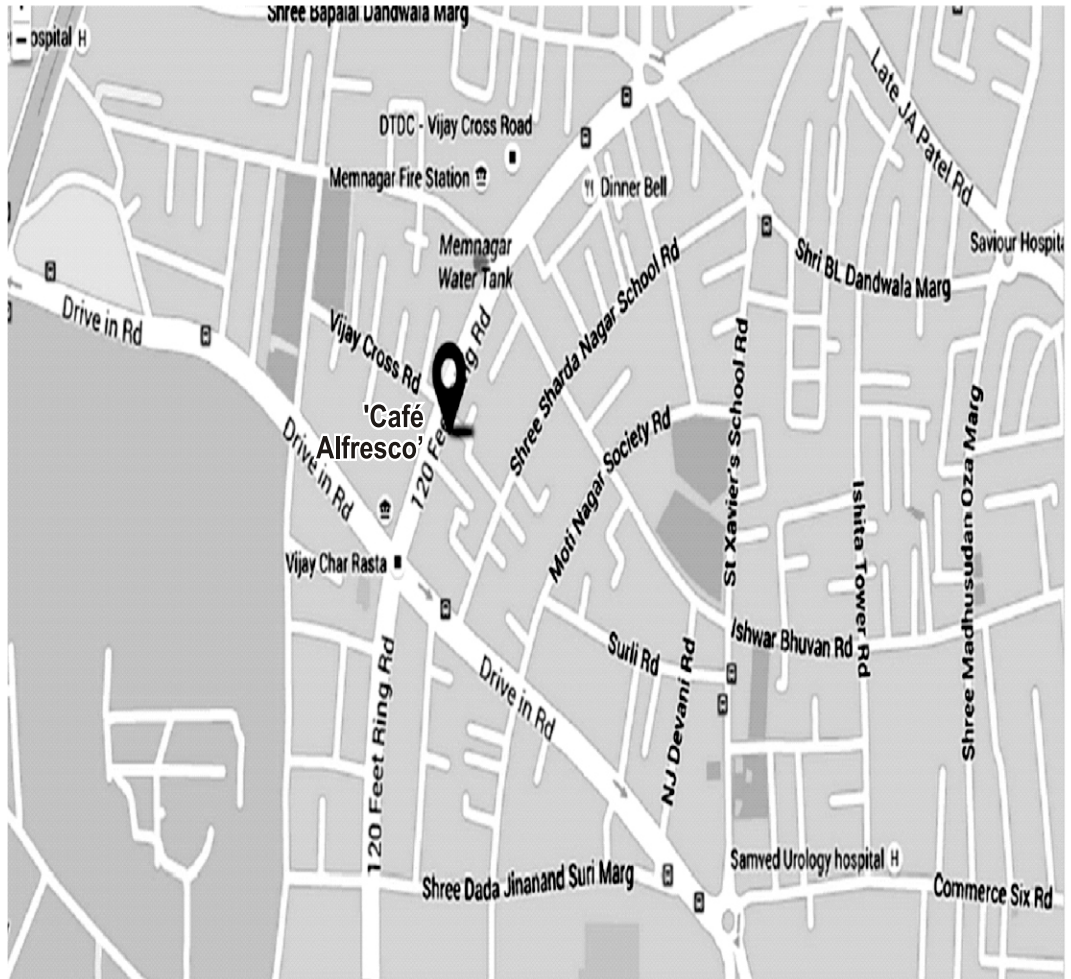 Shree Bapalal Dandwala Marg
ospital H
Late JA Patel Rd
DTDC - Vijay Cross Road
Memnagar Fire Station
Dinner Bell
Memnagar
Water Tank
Saviour Hospita
Shri BL Dandwala Marg
Shree Sharda Nagar School Rd
Drive in Rd
Vijay Cross Rd
120 Fee
ng Rd
'Café
Alfresco'
Drive in Rd
Moti Nagar Society Rd
St Xavier's School Rd
Ishita Tower Rd
Shree Madhusudan Oza Marg
Vijay Char Rasta
Ishwar Bhuvan Rd
Surli Rd
NJ Devani Rd
Drive in Rd
120 Feet Ring Rd
Samved Urology hospital H
Shree Dada Jinanand Suri Marg
Commerce Six Rd